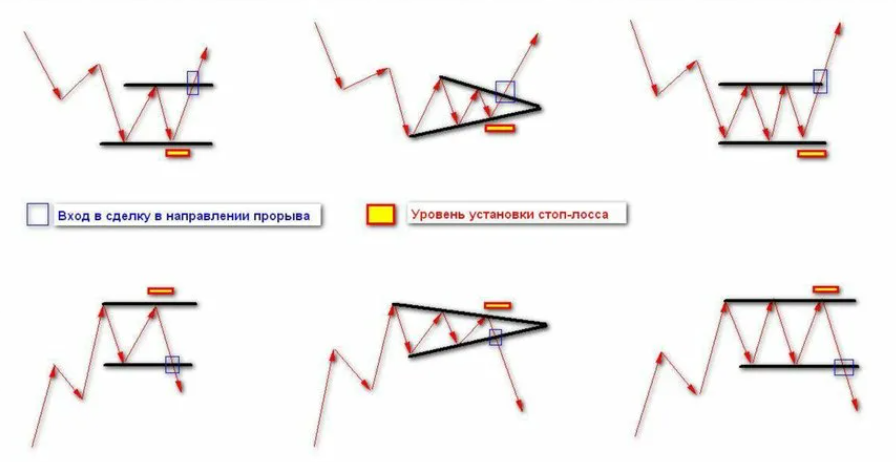 Вход в сделку в направлении прорыва
Уровень установки стоп-лосса